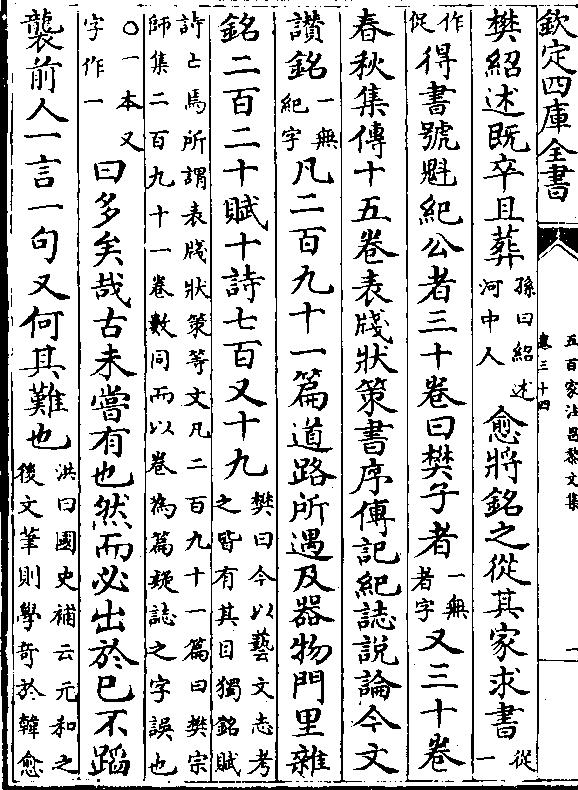 欽定四庫全書
五百家注昌黎文集
卷三十四
樊紹述既卒且葬孫曰紹述河中人愈將銘之從其家求書從一
作促得書號魁紀公者三十卷曰樊子者一無者字又三十卷
春秋集傳十五卷表牋狀策書序傳記紀誌說論今文
讚銘一無紀字凡二百九十一篇道路所遇及器物門里雜
銘二百二十賦十詩七百又十九樊曰今以藝文志考之皆有其目獨銘賦
詩亡焉所謂表牋狀策等文凡二百九十一篇曰樊宗師集二百九十一卷數同而以卷為篇疑誌之字誤也
〇一本又字作一曰多矣哉古未嘗有也然而必出於已不蹈
襲前人一言一句又何其難也洪曰國史補云元和之後文筆則學奇於韓愈